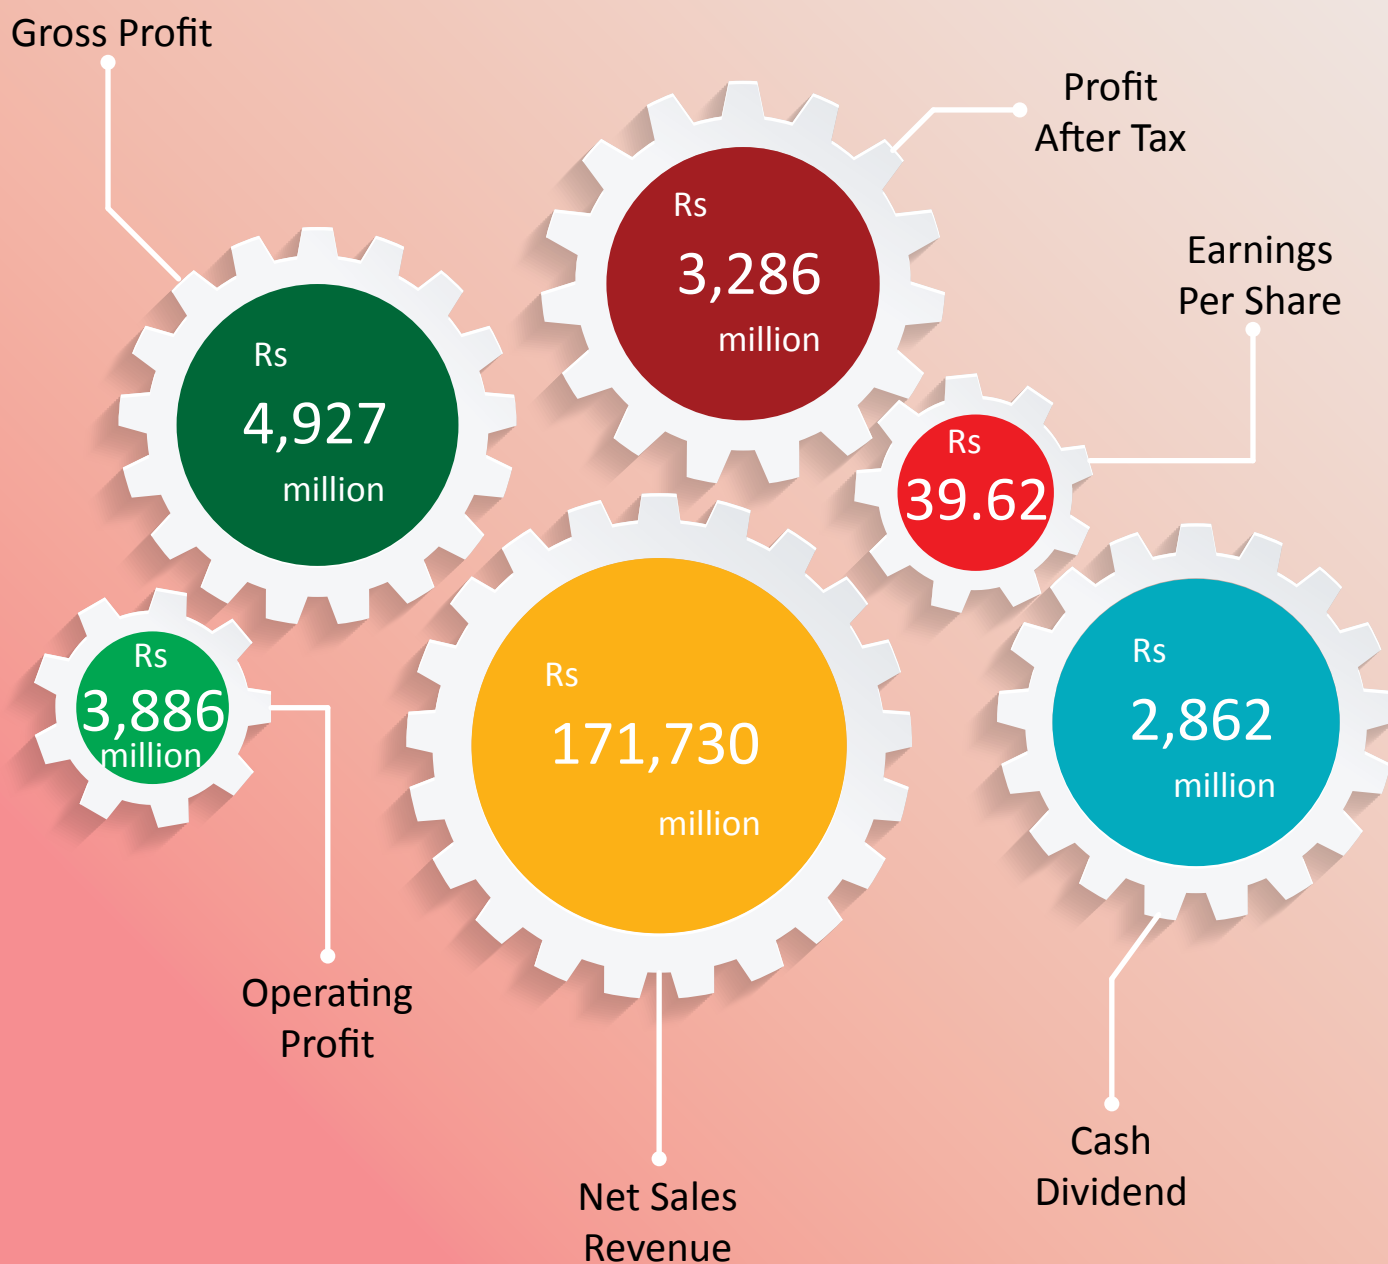 Gross Profit
Rs
4,927
million
Profit
After Tax
Rs
3,286
million
Earnings
Per Share
Rs
39.62
Rs
3,886
million
Operating
Profit
Rs
171,730
million
Net Sales
Revenue
Rs
2,862
million
Cash
Dividend